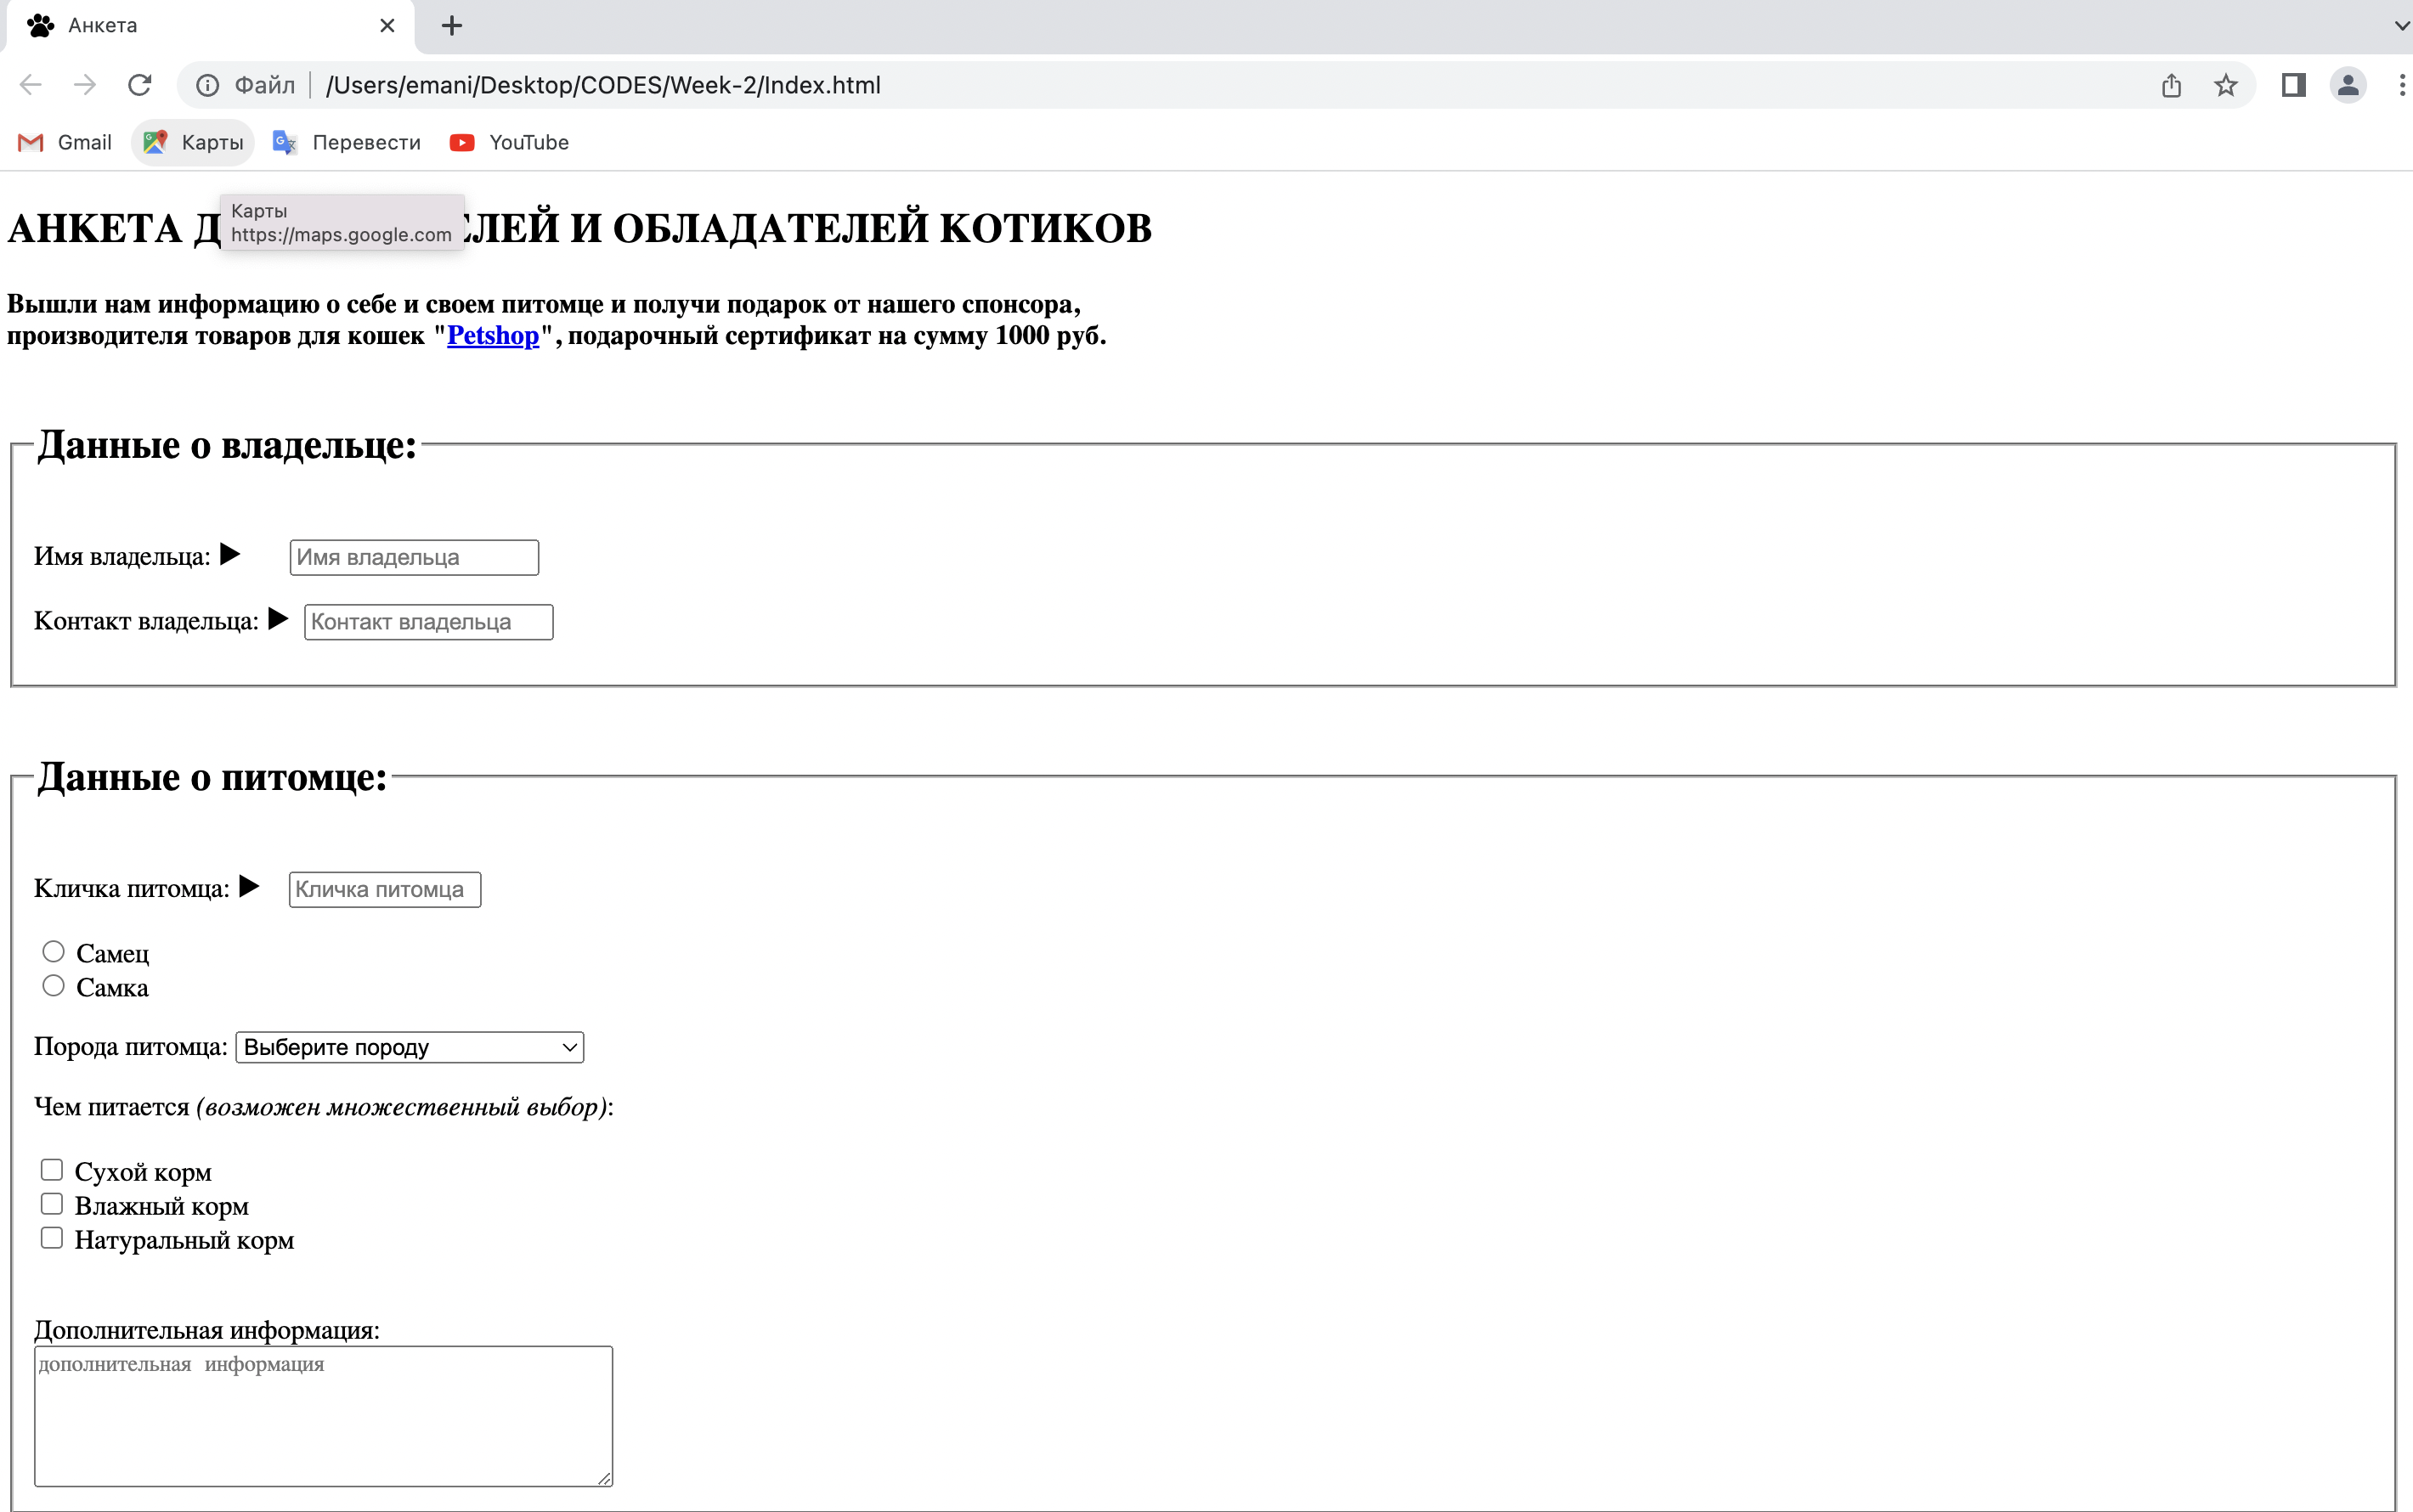 Анкета
Файл /Users/emani/Desktop/CODES/Week-2/Index.html
Gmail Карты Перевести YouTube
Карты
https://maps.google.com
АНКЕТА И ОБЛАДАТЕЛЕЙ КОТИКОВ
Вышли нам информацию о себе и своем питомце и получи подарок от нашего спонсора,
производителя товаров для кошек "Petshop", подарочный сертификат на сумму 1000 руб.
Данные о владельце:
Имя владельца: ▶ Имя владельца
Контакт владельца: ▶ Контакт владельца
Данные о питомце:
Кличка питомца: ▶ Кличка питомца
Самец
Самка
Порода питомца: Выберите породу
Чем питается (возможен множественный выбор):
Сухой корм
Влажный корм
Натуральный корм
Дополнительная информация:
дополнительная информация